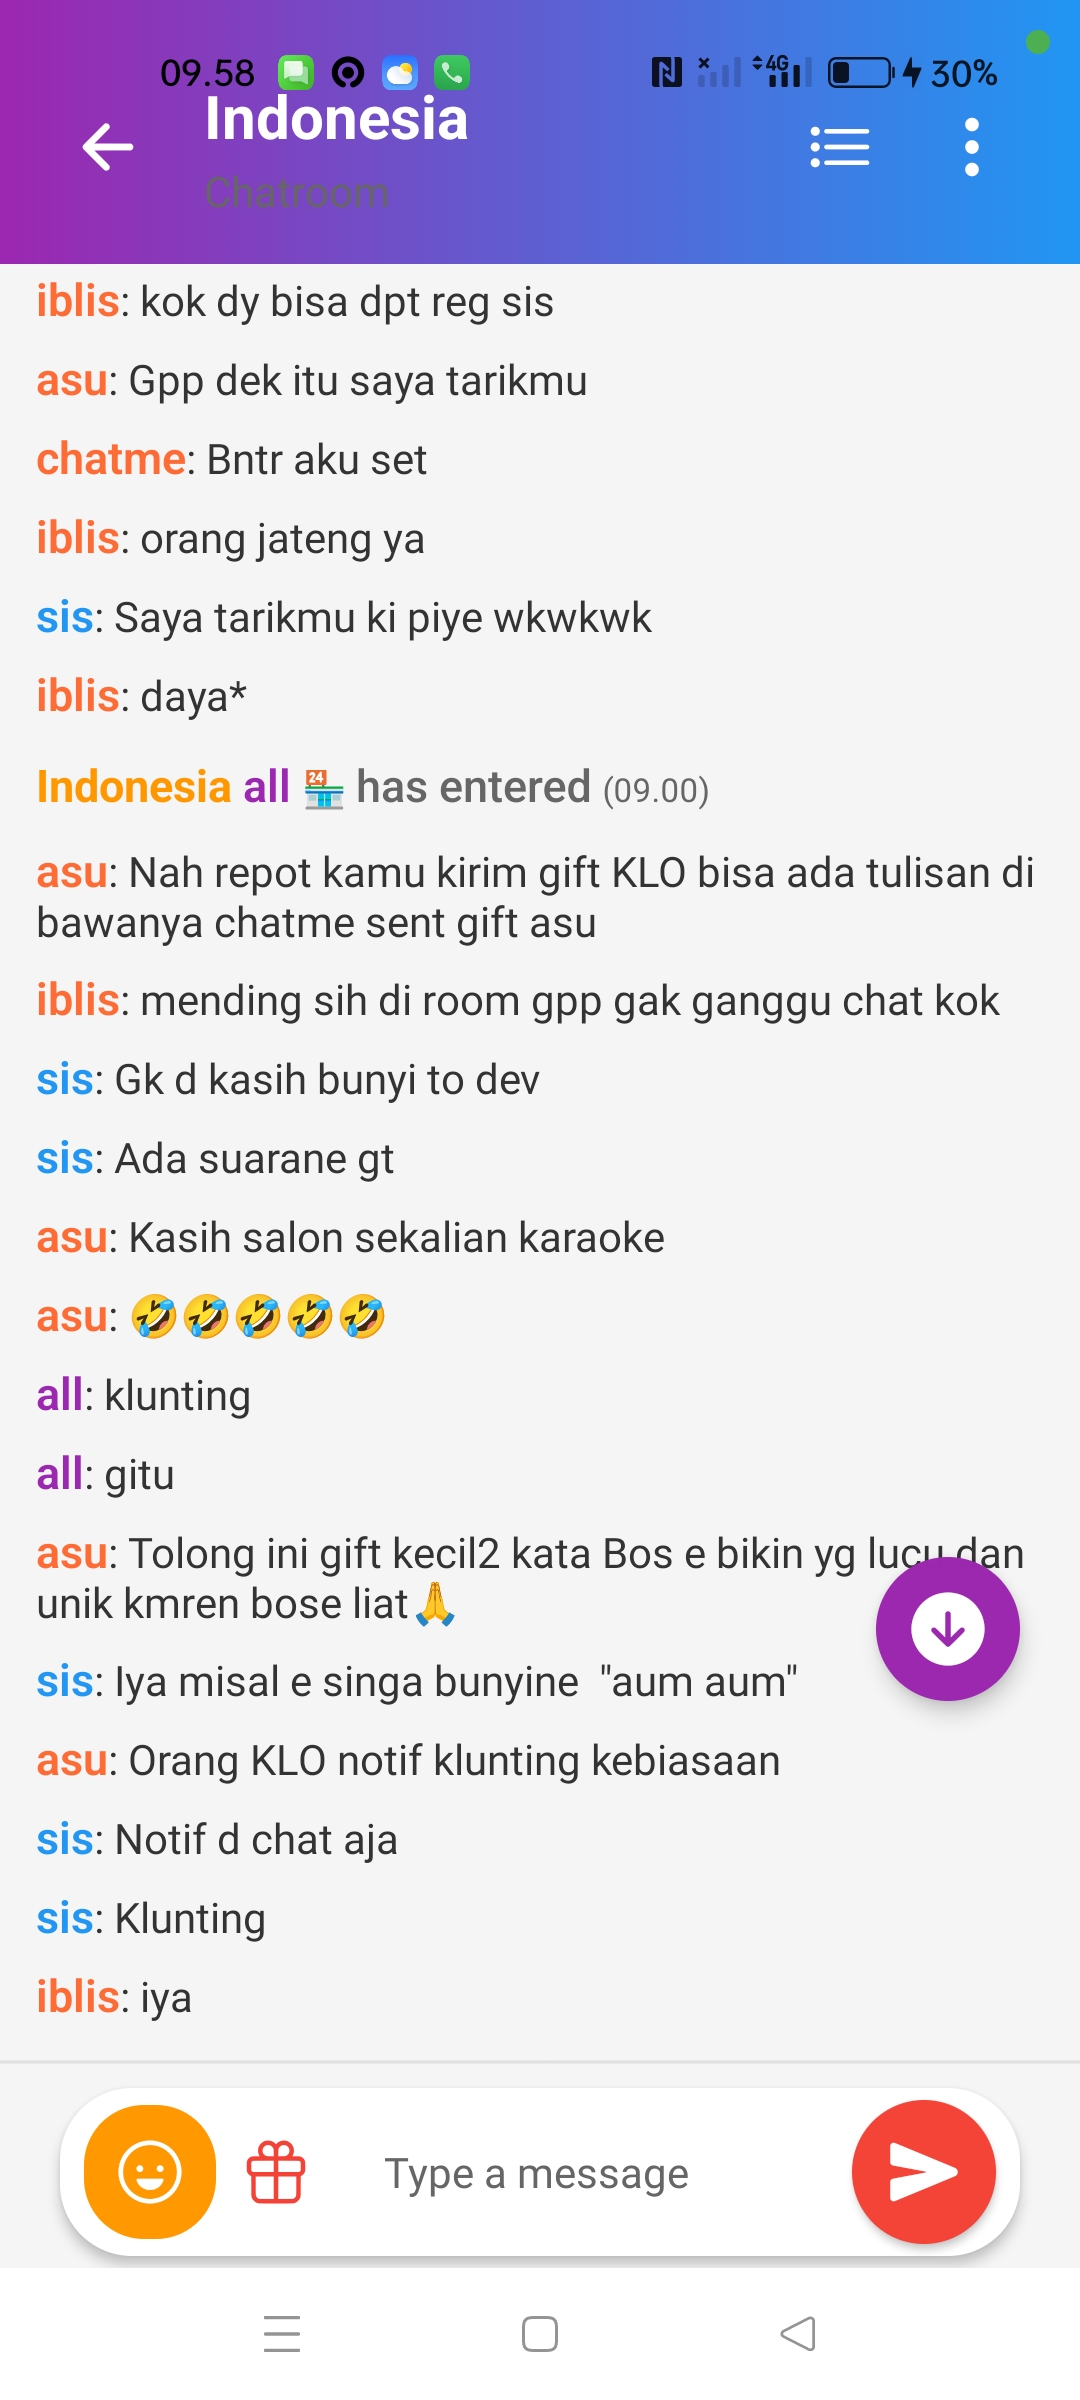 09.58 4G 30%
Indonesia
Chatroom
iblis: kok dy bisa dpt reg sis
asu: Gpp dek itu saya tarikmu
chatme: Bntr aku set
iblis: orang jateng ya
sis: Saya tarikmu ki piye wkwkwk
iblis: daya*
Indonesia all 🏪 has entered (09.00)
asu: Nah repot kamu kirim gift KLO bisa ada tulisan di
bawanya chatme sent gift asu
iblis: mending sih di room gpp gak ganggu chat kok
sis: Gk d kasih bunyi to dev
sis: Ada suarane gt
asu: Kasih salon sekalian karaoke
asu: 🤣🤣🤣🤣🤣
all: klunting
all: gitu
asu: Tolong ini gift kecil2 kata Bos e bikin yg lucu dan
unik kmren bose liat🙏
sis: Iya misal e singa bunyine  "aum aum"
asu: Orang KLO notif klunting kebiasaan
sis: Notif d chat aja
sis: Klunting
iblis: iya
Type a message